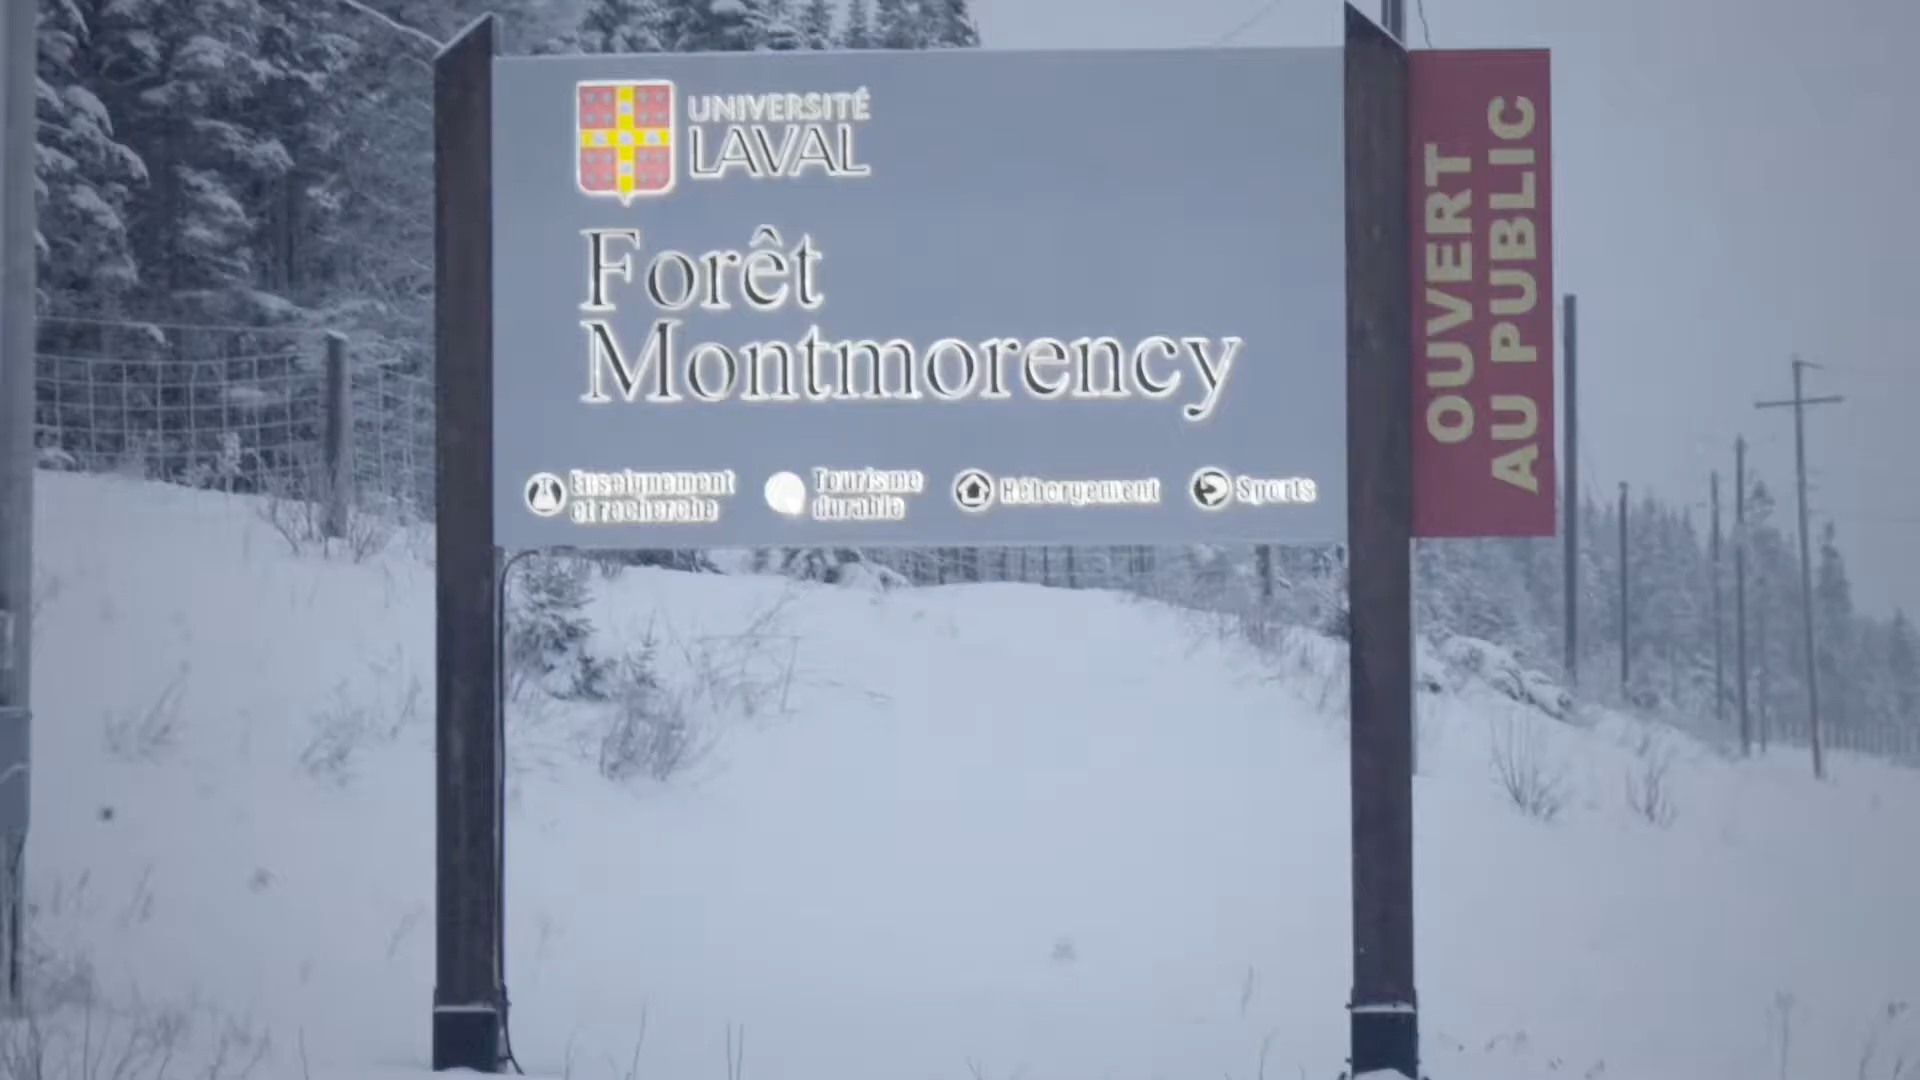 UNIVERSITÉ
LAVAL
Forêt
Montmorency
Enseignement
et recherche
Tourisme
durable
Hébergement
Sports
OUVERT
AU PUBLIC